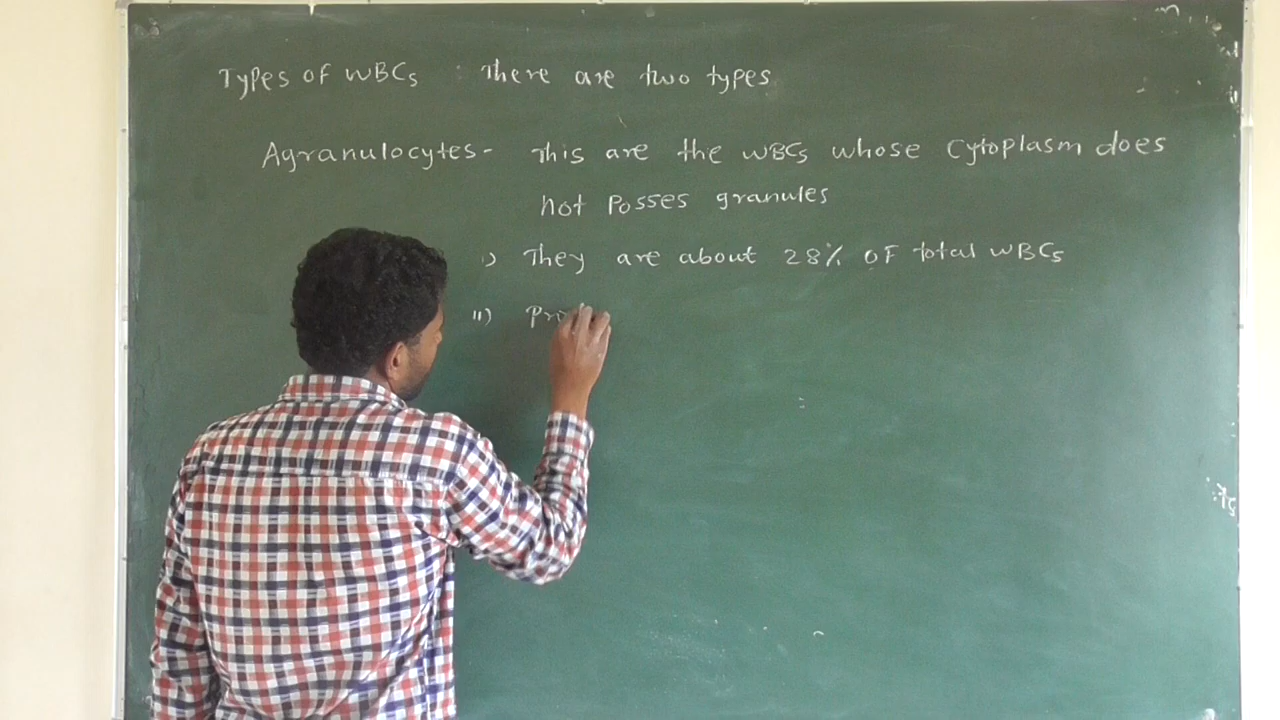 Types of WBCs : There are two types
Agranulocytes - This are the WBCs whose cytoplasm does
not Posses granules
i) They are about 28% of total WBCs
ii) Pro